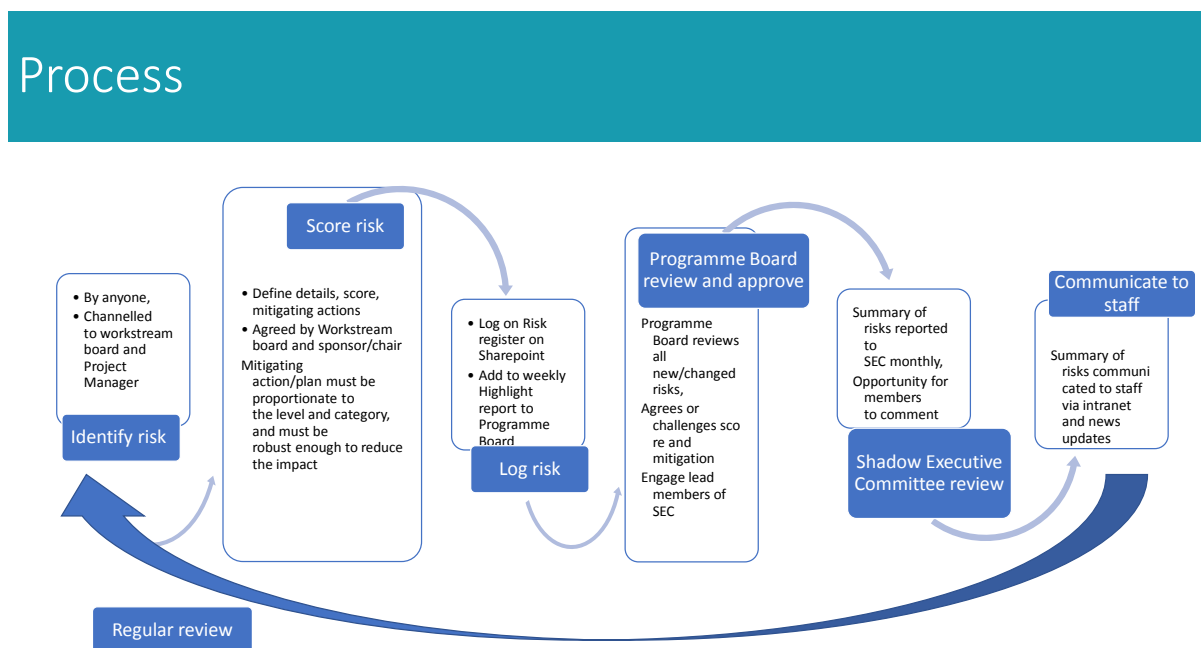 Process
• By anyone,
• Channelled
to workstream
board and
Project
Manager
Identify risk
Score risk
• Define details, score,
mitigating actions
• Agreed by Workstream
board and sponsor/chair
Mitigating
action/plan must be
proportionate to
the level and category,
and must be
robust enough to reduce
the impact
• Log on Risk
register on
Sharepoint
• Add to weekly
Highlight
report to
Programme
Board
Log risk
Programme Board
review and approve
Programme
Board reviews
all
new/changed
risks,
Agrees or
challenges sco
re and
mitigation
Engage lead
members of
SEC
Summary of
risks reported
to
SEC monthly,
Opportunity for
members
to comment
Shadow Executive
Committee review
Communicate to
staff
Summary of
risks communi
cated to staff
via intranet
and news
updates
Regular review